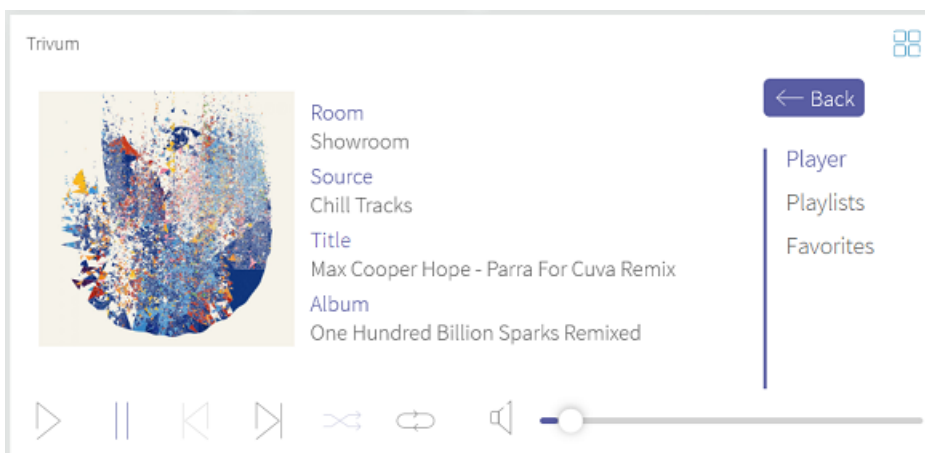 Trivum
Back
Room
Showroom
Source
Chill Tracks
Title
Max Cooper Hope - Parra For Cuva Remix
Album
One Hundred Billion Sparks Remixed
Player
Playlists
Favorites